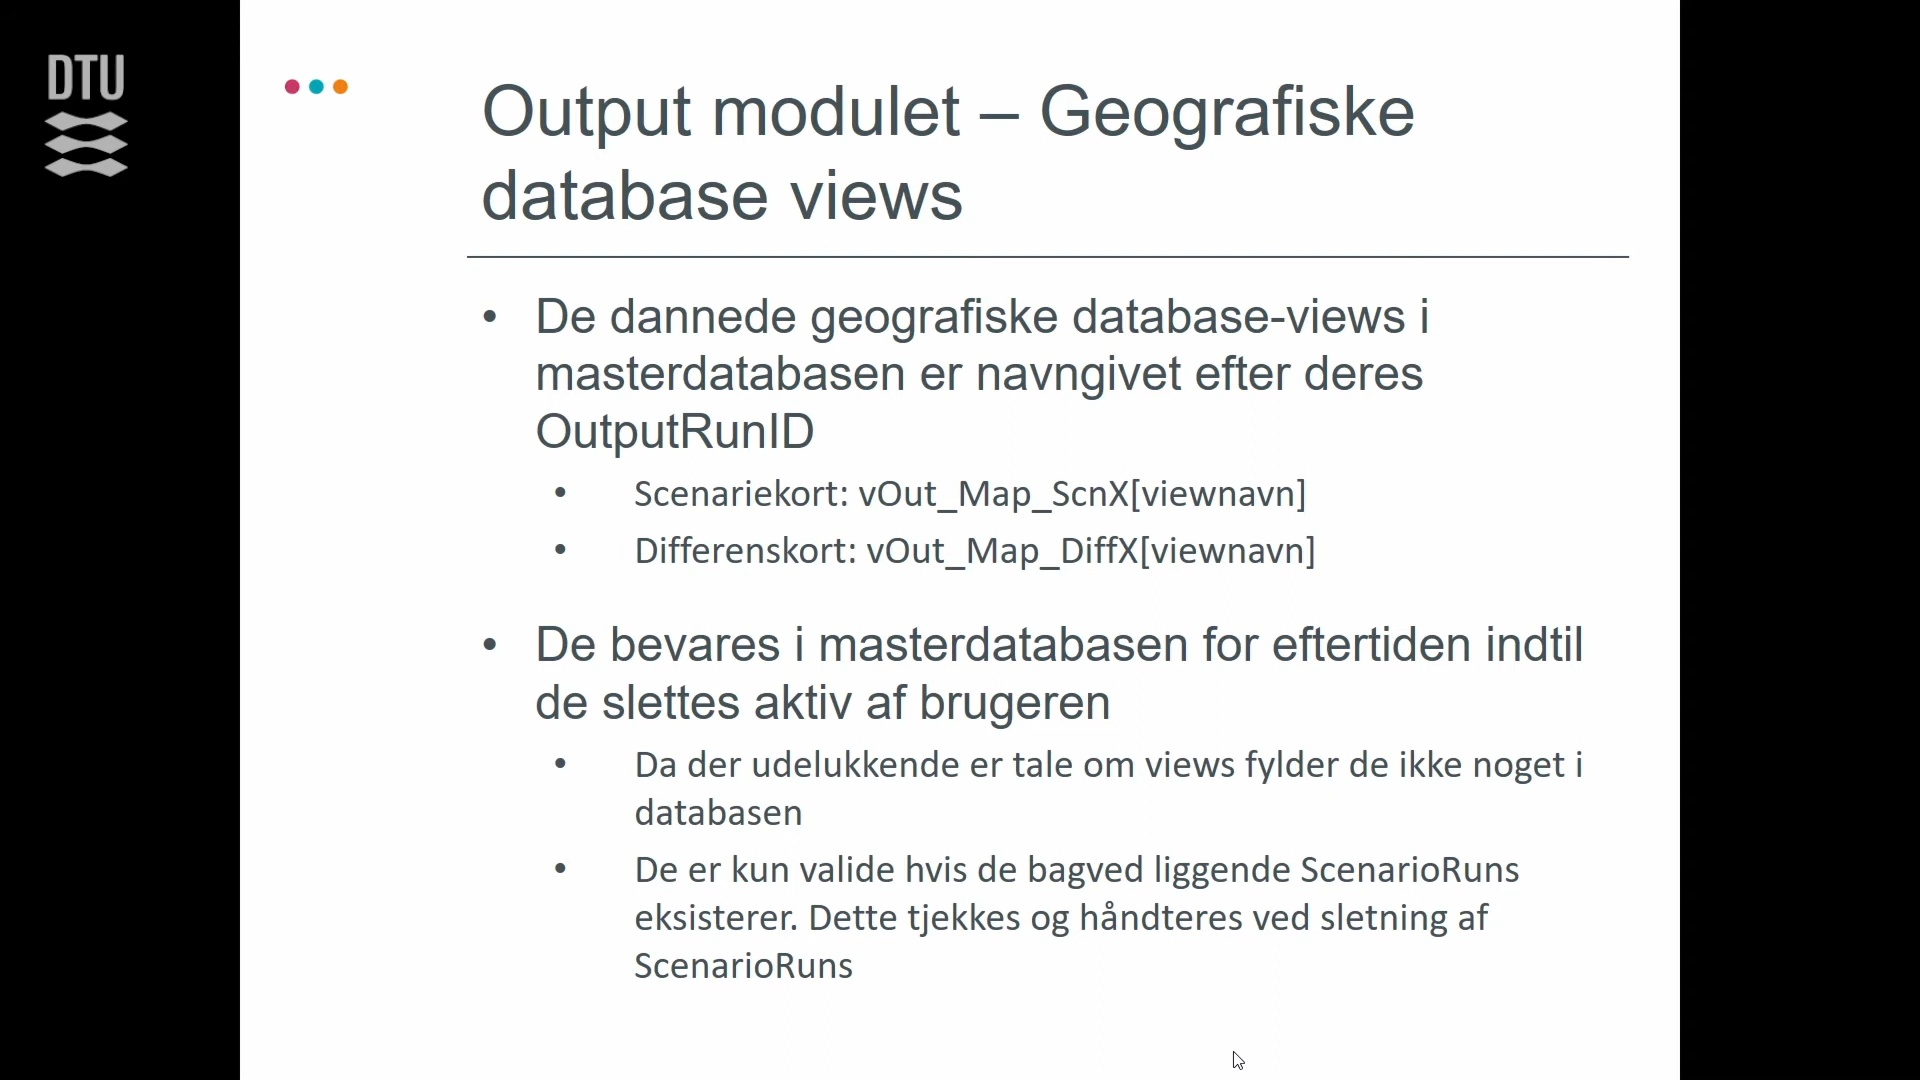 DTU
Output modulet – Geografiske
database views
• De dannede geografiske database-views i
masterdatabasen er navngivet efter deres
OutputRunID
• Scenariekort: vOut_Map_ScnX[viewnavn]
• Differenskort: vOut_Map_DiffX[viewnavn]
• De bevares i masterdatabasen for eftertiden indtil
de slettes aktiv af brugeren
• Da der udelukkende er tale om views fylder de ikke noget i
databasen
• De er kun valide hvis de bagved liggende ScenarioRuns
eksisterer. Dette tjekkes og håndteres ved sletning af
ScenarioRuns